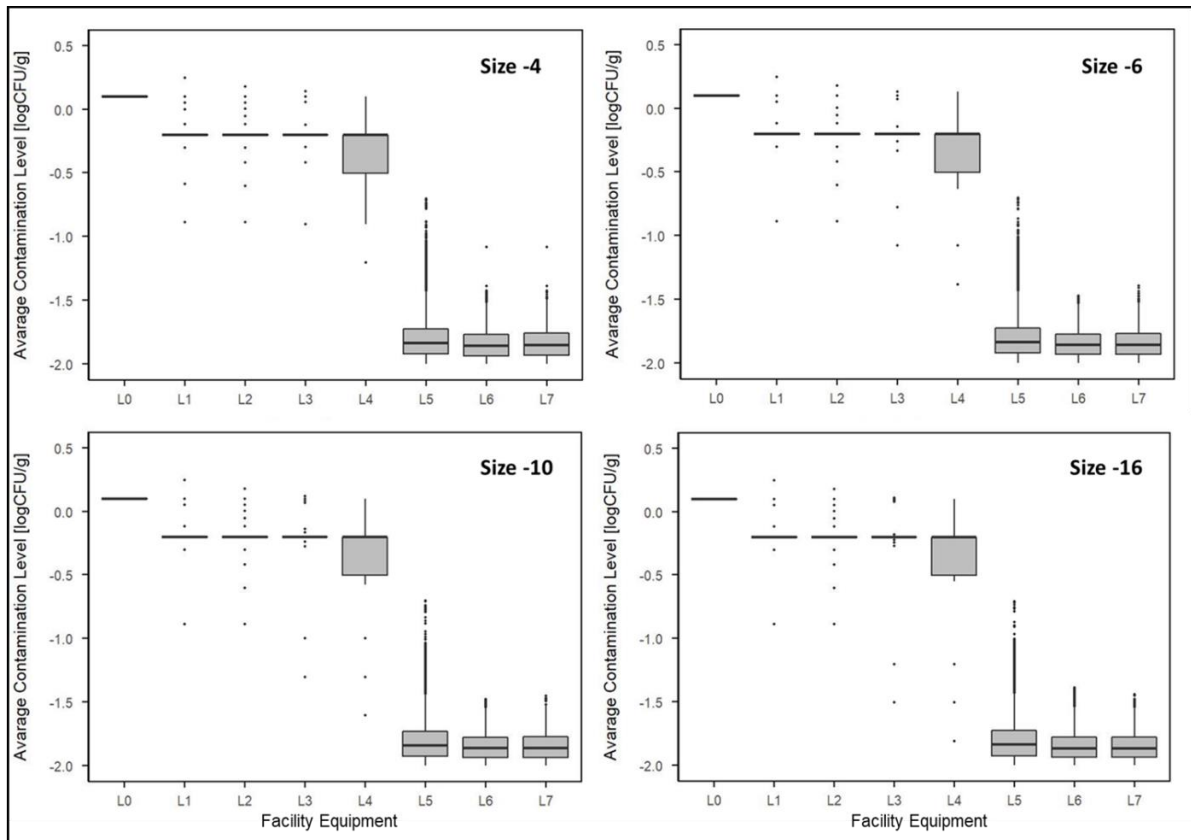 Avarage Contamination Level [logCFU/g]
Size -4
0.5
0.0
-0.5
-1.0
-1.5
-2.0
L0 L1 L2 L3 L4 L5 L6 L7
Avarage Contamination Level [logCFU/g]
Size -6
0.5
0.0
-0.5
-1.0
-1.5
-2.0
L0 L1 L2 L3 L4 L5 L6 L7
Avarage Contamination Level [logCFU/g]
Size -10
0.5
0.0
-0.5
-1.0
-1.5
-2.0
L0 L1 L2 L3 L4 L5 L6 L7
Facility Equipment
Avarage Contamination Level [logCFU/g]
Size -16
0.5
0.0
-0.5
-1.0
-1.5
-2.0
L0 L1 L2 L3 L4 L5 L6 L7
Facility Equipment